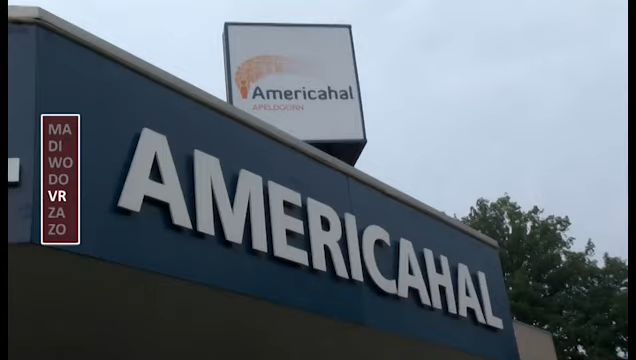 Americahal
APELDOORN
MA
DI
WO
DO
VR
ZA
ZO
AMERICAHAL